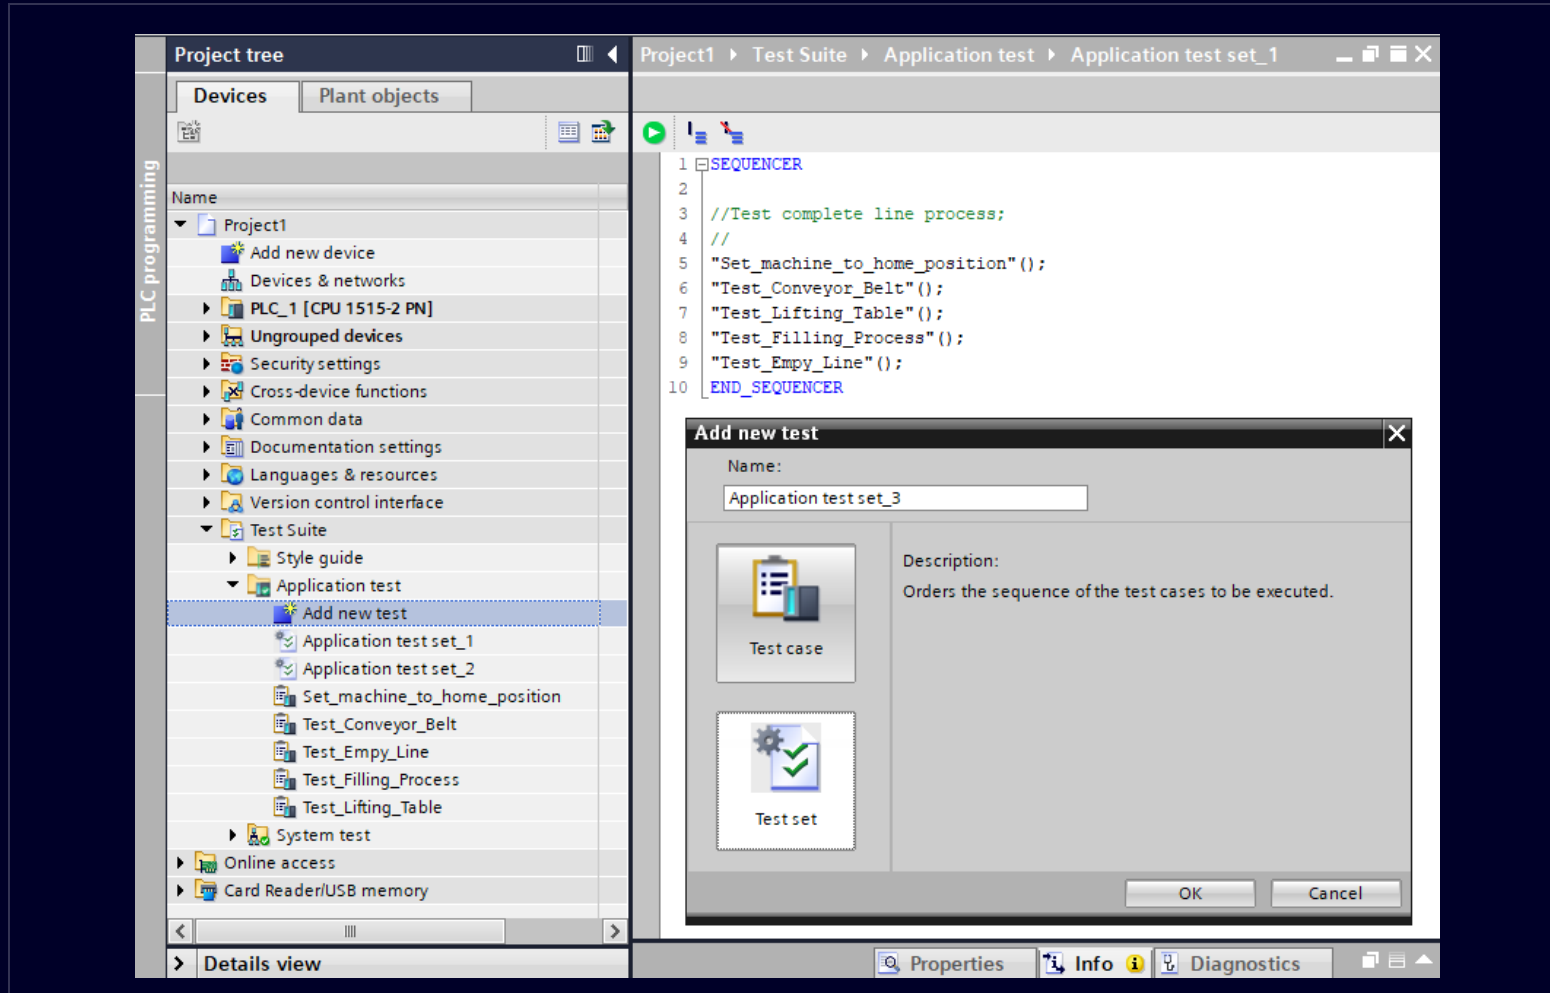 Project tree
Devices
Plant objects
PLC programming
Name
Project1
Add new device
Devices & networks
PLC_1 [CPU 1515-2 PN]
Ungrouped devices
Security settings
Cross-device functions
Common data
Documentation settings
Languages & resources
Version control interface
Test Suite
Style guide
Application test
Add new test
Application test set_1
Application test set_2
Set_machine_to_home_position
Test_Conveyor_Belt
Test_Empy_Line
Test_Filling_Process
Test_Lifting_Table
System test
Online access
Card Reader/USB memory
Details view
Project1 Test Suite Application test Application test set_1
1 SEQUENCER
2
3 //Test complete line process;
4 //
5 "Set_machine_to_home_position"();
6 "Test_Conveyor_Belt"();
7 "Test_Lifting_Table"();
8 "Test_Filling_Process"();
9 "Test_Empy_Line"();
10 END_SEQUENCER
Add new test
Name:
Application test set_3
Test case
Test set
Description:
Orders the sequence of the test cases to be executed.
OK
Cancel
Properties
Info
Diagnostics